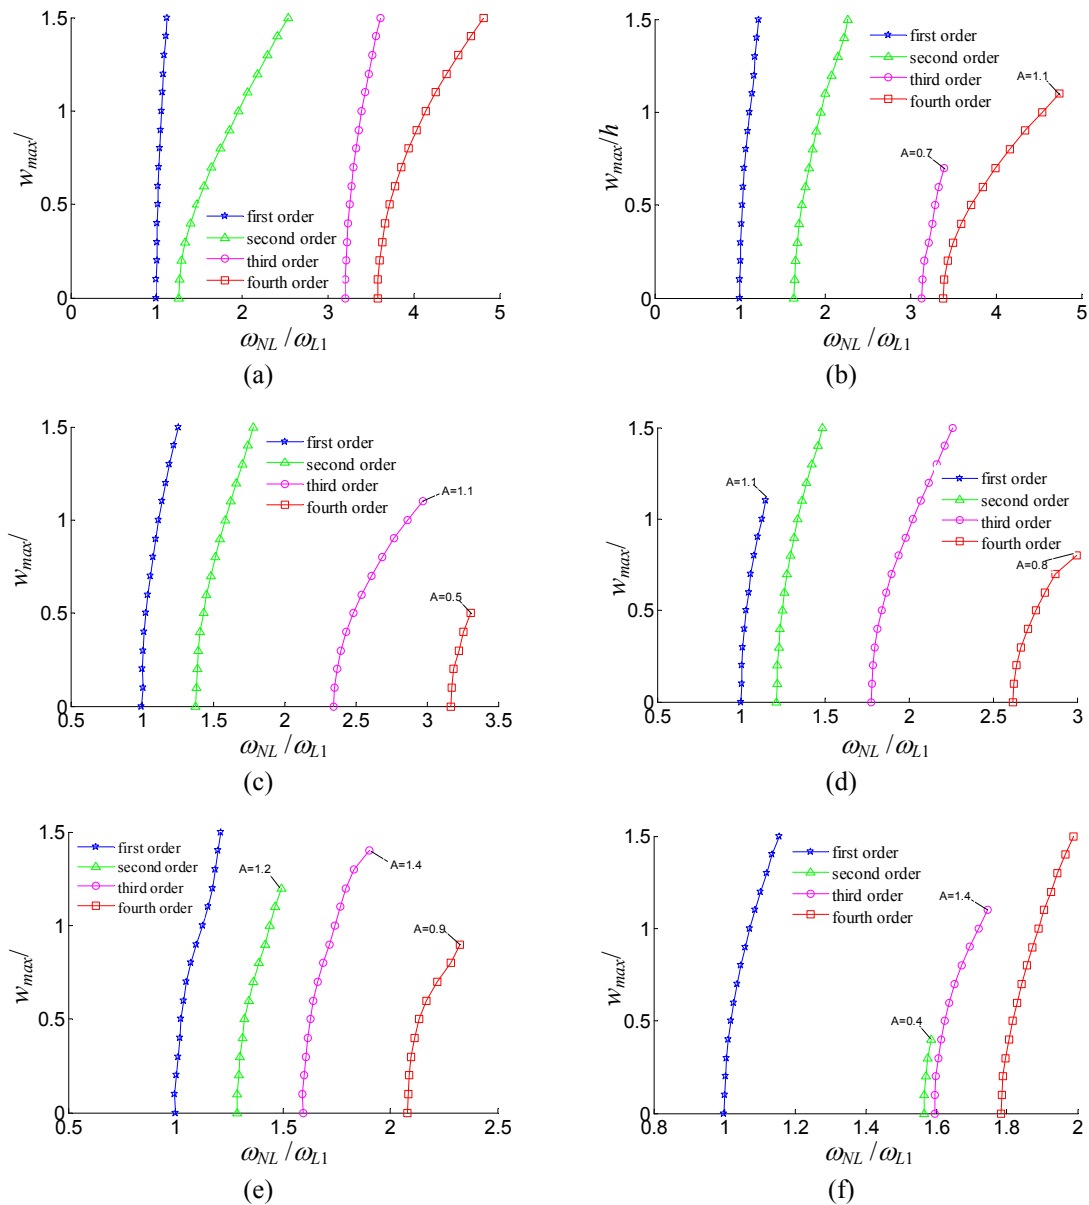 1.5
1
0.5
0
w_max/
first order
second order
third order
fourth order
0 1 2 3 4 5
ω_NL /ω_L1
(a)
1.5
1
0.5
0
w_max/h
first order
second order
third order
fourth order
A=1.1
A=0.7
0 1 2 3 4 5
ω_NL /ω_L1
(b)
1.5
1
0.5
0
w_max/
first order
second order
third order
fourth order
A=1.1
A=0.5
0.5 1 1.5 2 2.5 3 3.5
ω_NL /ω_L1
(c)
1.5
1
0.5
0
w_max/
A=1.1
first order
second order
third order
fourth order
A=0.8
0.5 1 1.5 2 2.5 3
ω_NL /ω_L1
(d)
1.5
1
0.5
0
w_max/
first order
second order
third order
fourth order
A=1.2
A=1.4
A=0.9
0.5 1 1.5 2 2.5
ω_NL /ω_L1
(e)
1.5
1
0.5
0
w_max/
first order
second order
third order
fourth order
A=1.4
A=0.4
0.8 1 1.2 1.4 1.6 1.8 2
ω_NL /ω_L1
(f)